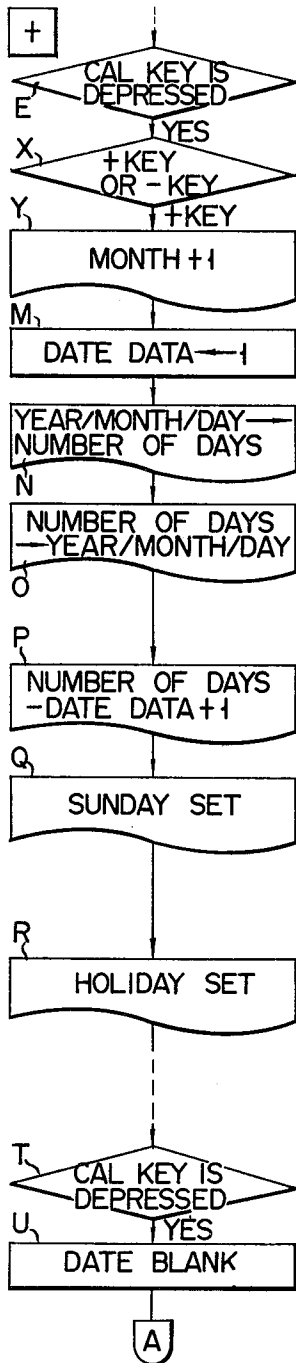 +
CAL KEY IS
DEPRESSED
E
YES
X
+KEY
OR -KEY
+KEY
Y
MONTH +1
M
DATE DATA←1
YEAR/MONTH/DAY→
NUMBER OF DAYS
N
NUMBER OF DAYS
→YEAR/MONTH/DAY
O
P
NUMBER OF DAYS
-DATE DATA+1
Q
SUNDAY SET
R
HOLIDAY SET
T
CAL KEY IS
DEPRESSED
YES
U
DATE BLANK
A